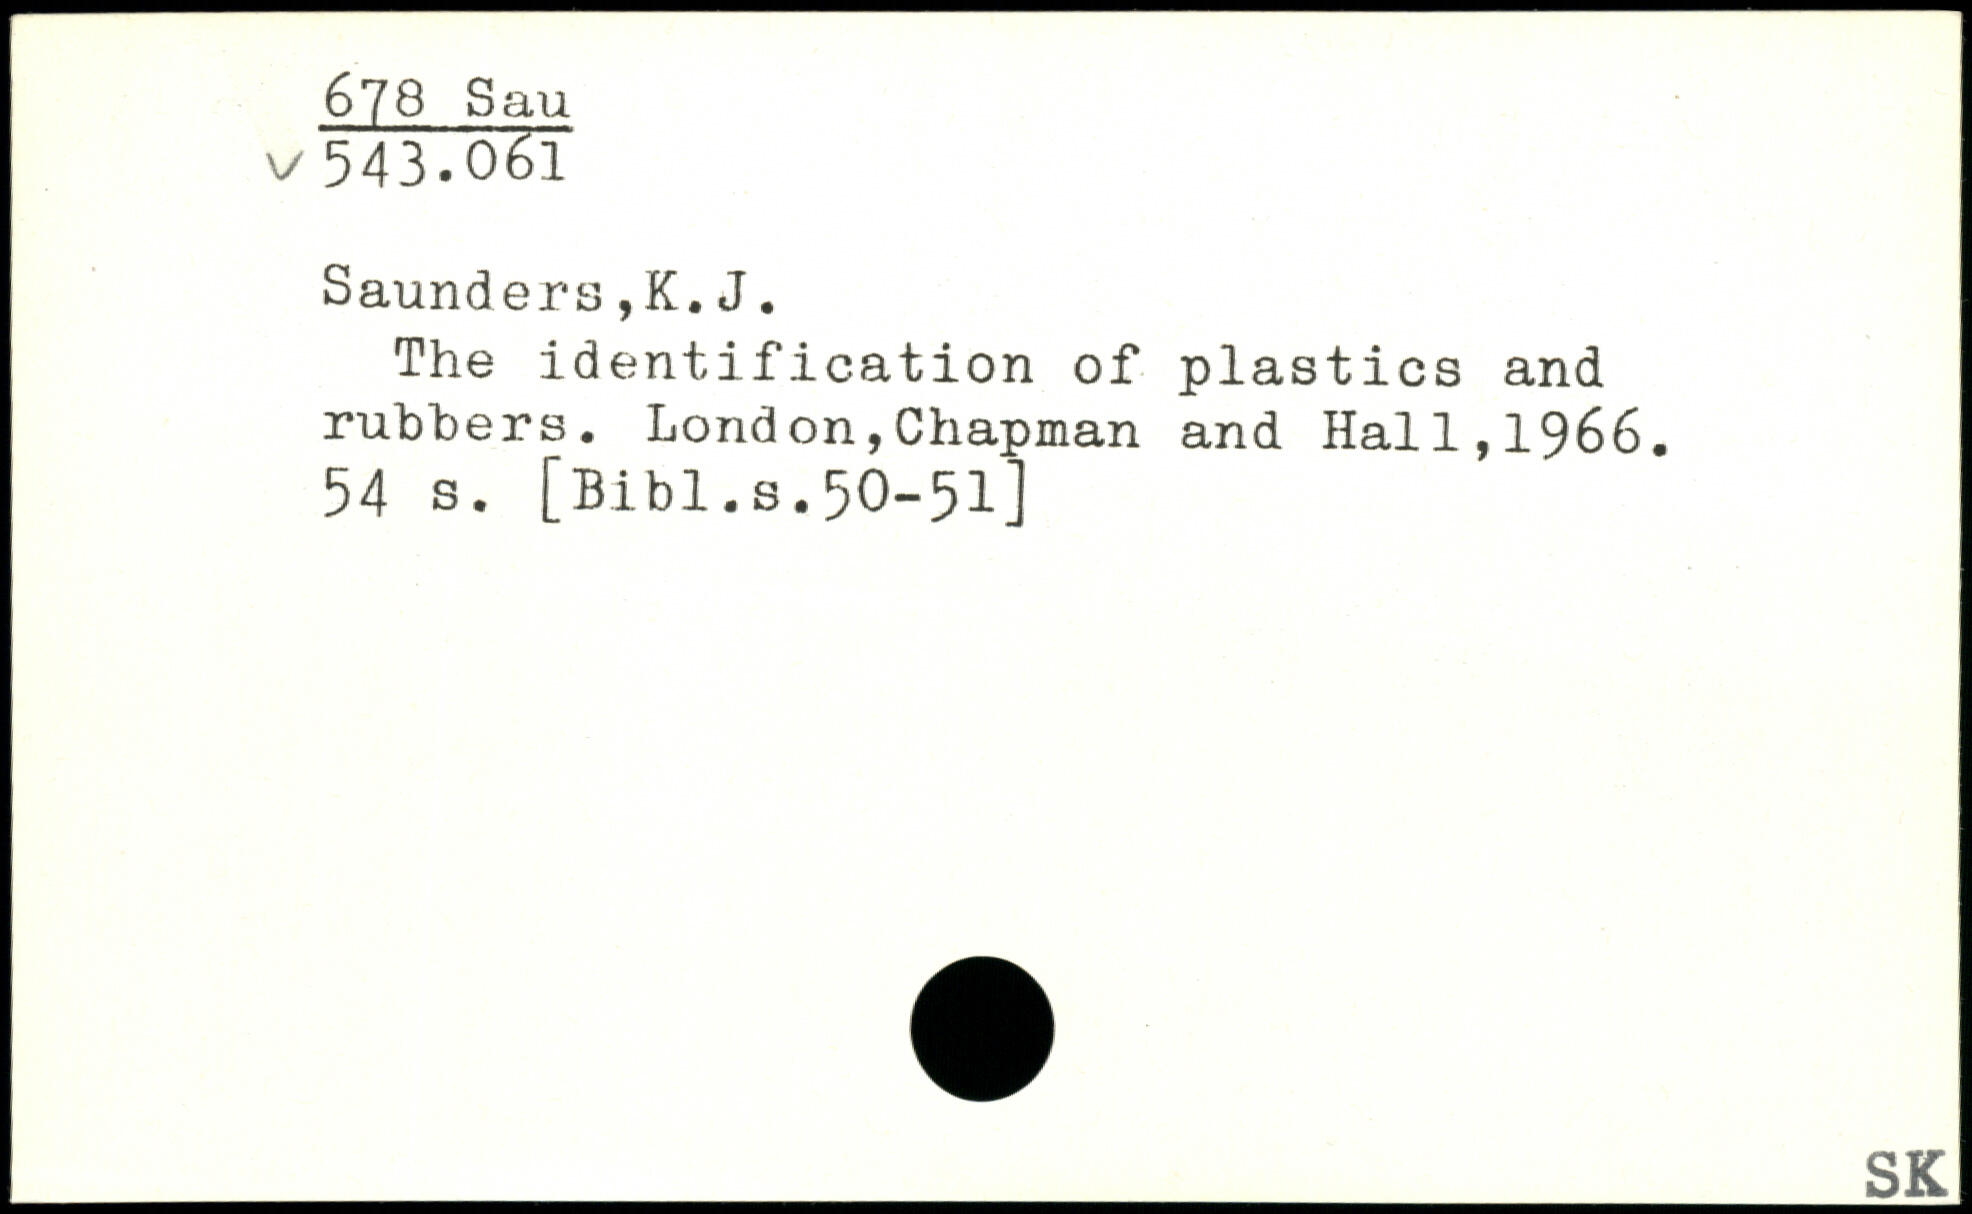 678 Sau
✓ 543.061
Saunders,K.J.
The identification of plastics and
rubbers. London,Chapman and Hall,1966.
54 s. [Bibl.s.50-51]
SK